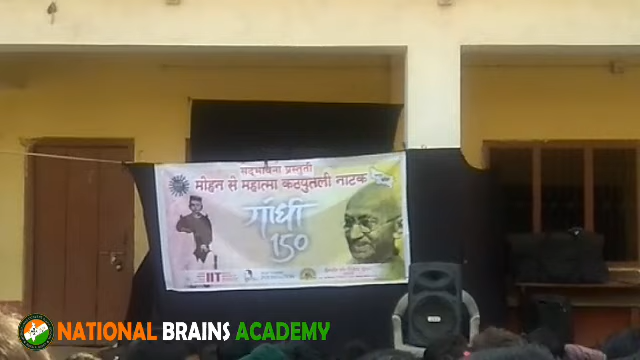 सद्भावना प्रस्तुती
मोहन से महात्मा कठपुतली नाटक
गांधी
150
IIT
NATIONAL BRAINS ACADEMY